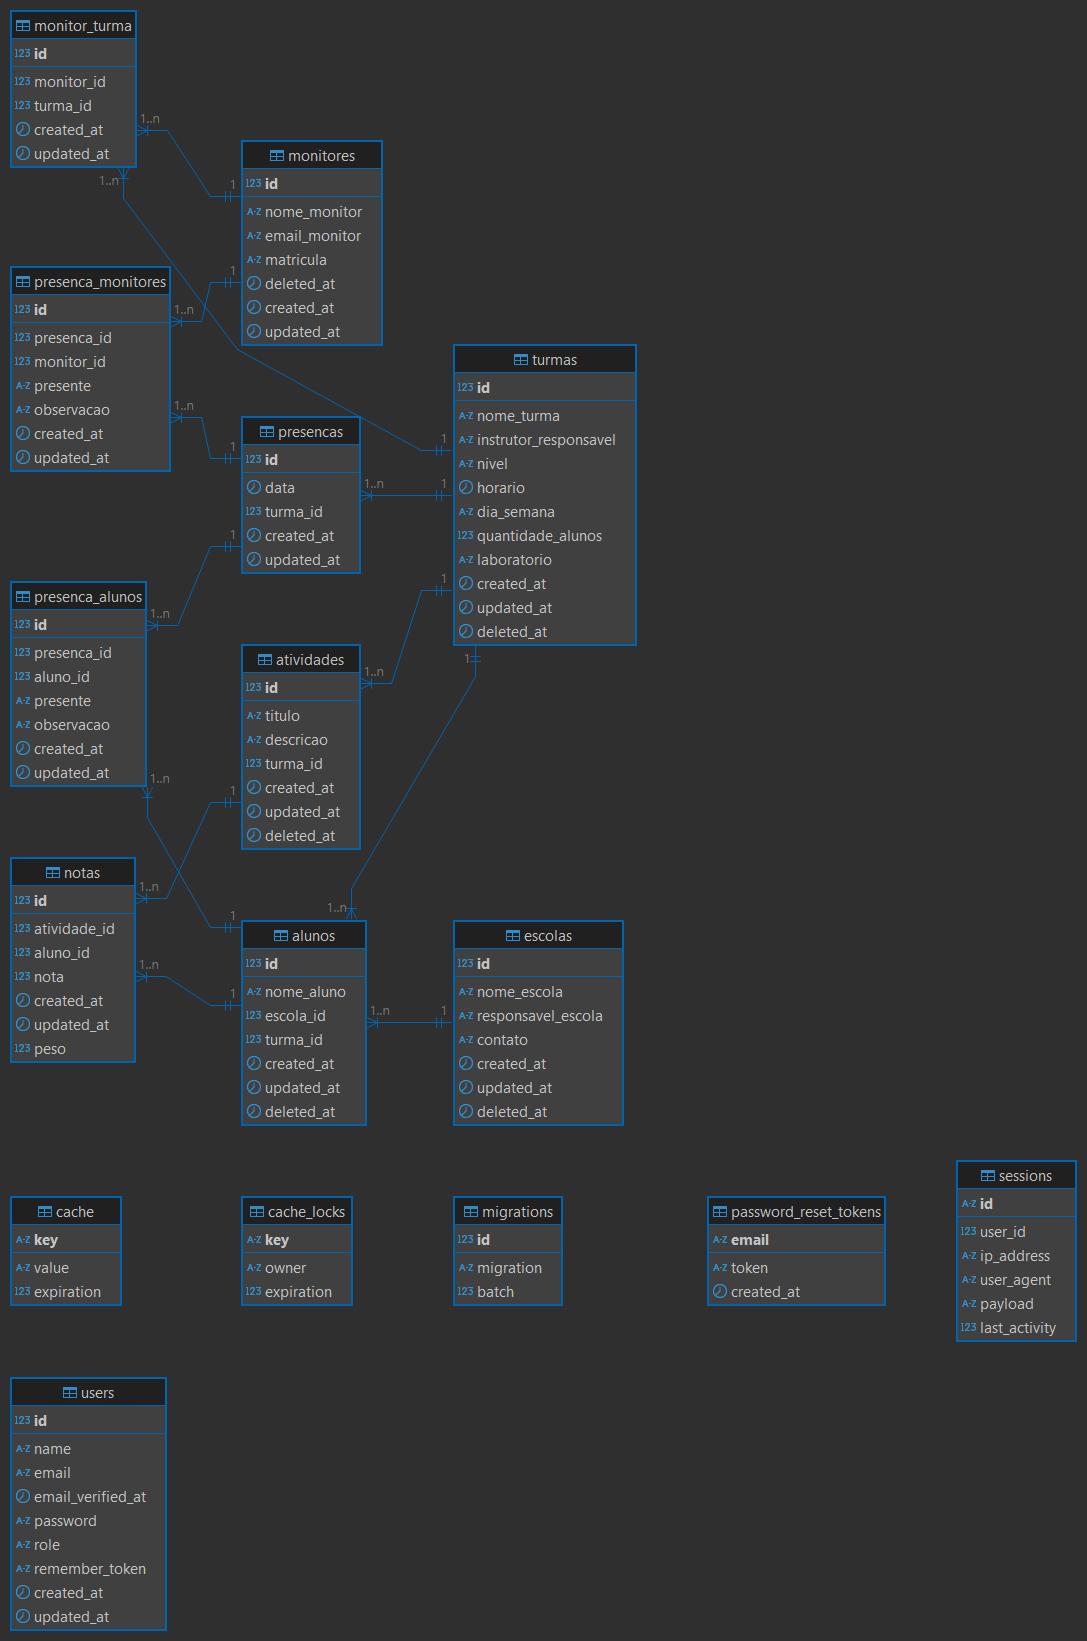 monitor_turma
123 id
123 monitor_id
123 turma_id
created_at
updated_at
1..n
1..n
monitores
1
123 id
A-Z nome_monitor
A-Z email_monitor
A-Z matricula
deleted_at
created_at
updated_at
1
presenca_monitores
123 id
123 presenca_id
123 monitor_id
A-Z presente
A-Z observacao
created_at
updated_at
1..n
1..n
turmas
123 id
A-Z nome_turma
A-Z instrutor_responsavel
A-Z nivel
horario
A-Z dia_semana
123 quantidade_alunos
A-Z laboratorio
created_at
updated_at
deleted_at
1
1
1
1
presencas
123 id
data
123 turma_id
created_at
updated_at
1
1
1..n
presenca_alunos
123 id
123 presenca_id
123 aluno_id
A-Z presente
A-Z observacao
created_at
updated_at
1..n
1..n
atividades
123 id
A-Z titulo
A-Z descricao
123 turma_id
created_at
updated_at
deleted_at
1..n
1
notas
123 id
123 atividade_id
123 aluno_id
123 nota
created_at
updated_at
123 peso
1..n
1..n
1..n
alunos
123 id
A-Z nome_aluno
123 escola_id
123 turma_id
created_at
updated_at
deleted_at
1
1
1..n
1
escolas
123 id
A-Z nome_escola
A-Z responsavel_escola
A-Z contato
created_at
updated_at
deleted_at
cache
A-Z key
A-Z value
123 expiration
cache_locks
A-Z key
A-Z owner
123 expiration
migrations
123 id
A-Z migration
123 batch
password_reset_tokens
A-Z email
A-Z token
created_at
sessions
A-Z id
123 user_id
A-Z ip_address
A-Z user_agent
A-Z payload
123 last_activity
users
123 id
A-Z name
A-Z email
email_verified_at
A-Z password
A-Z role
A-Z remember_token
created_at
updated_at